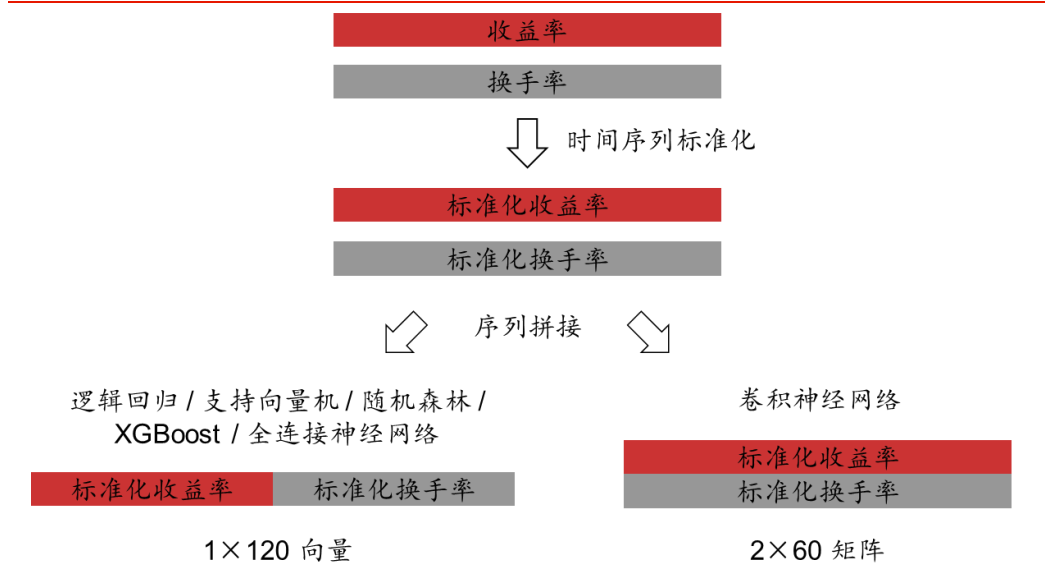 收益率
换手率
时间序列标准化
标准化收益率
标准化换手率
序列拼接
逻辑回归 / 支持向量机 / 随机森林 /
XGBoost / 全连接神经网络
标准化收益率 标准化换手率
1×120 向量
卷积神经网络
标准化收益率
标准化换手率
2×60 矩阵